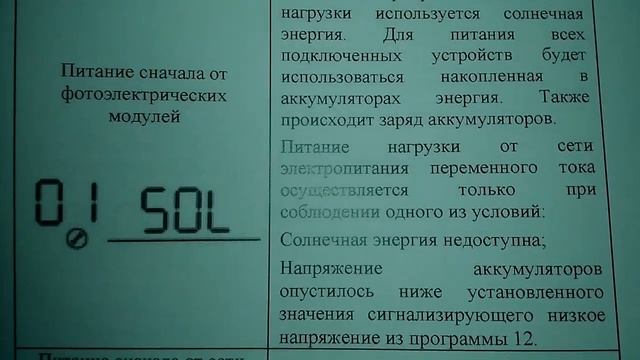 нагрузки используется солнечная
энергия. Для питания всех
подключенных устройств будет
использоваться накопленная в
аккумуляторах энергия. Также
происходит заряд аккумуляторов.
Питание нагрузки от сети
электропитания переменного тока
осуществляется только при
соблюдении одного из условий:
Солнечная энергия недоступна;
Напряжение аккумуляторов
опустилось ниже установленного
значения сигнализирующего низкое
напряжение из программы 12.
Питание сначала от
фотоэлектрических
модулей
01 SOL
Питание сначала от сети